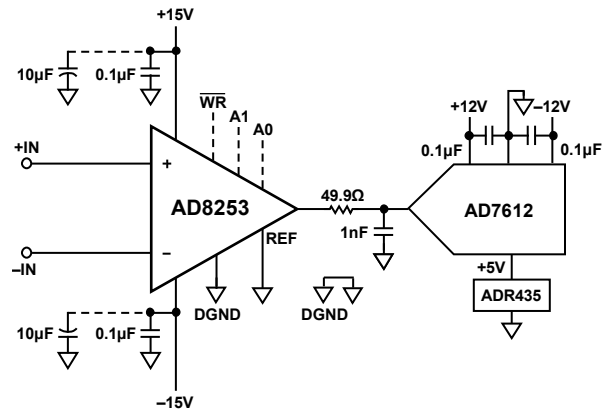 +15V
10µF
0.1µF
WR
A1
A0
+12V
–12V
0.1µF
0.1µF
+IN
+
AD8253
49.9Ω
AD7612
1nF
–IN
–
REF
+5V
DGND
DGND
ADR435
10µF
0.1µF
–15V